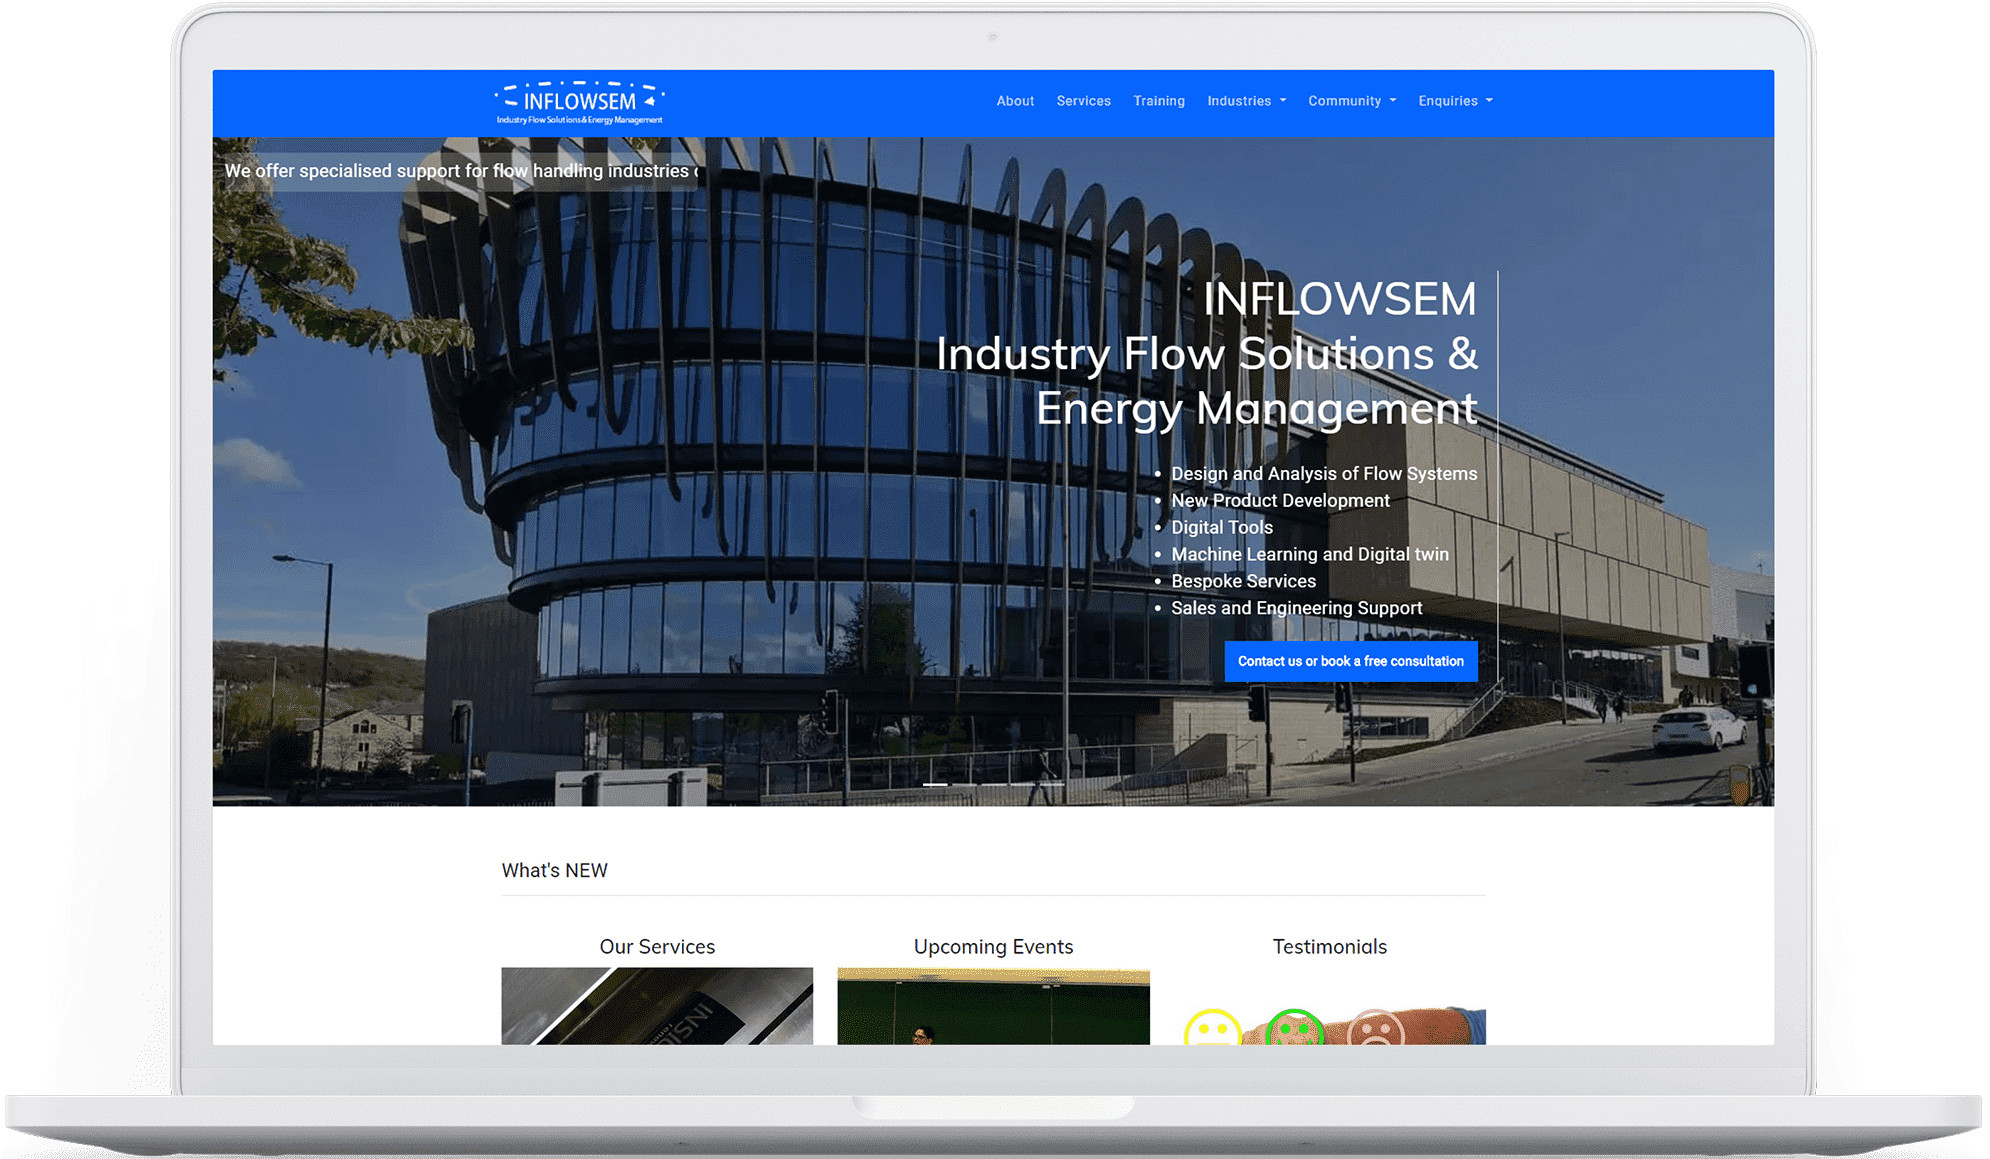 INFLOWSEM
Industry Flow Solutions & Energy Management
About Services Training Industries Community Enquiries
We offer specialised support for flow handling industries
INFLOWSEM
Industry Flow Solutions &
Energy Management
• Design and Analysis of Flow Systems
• New Product Development
• Digital Tools
• Machine Learning and Digital twin
• Bespoke Services
• Sales and Engineering Support
Contact us or book a free consultation
What's NEW
Our Services Upcoming Events Testimonials